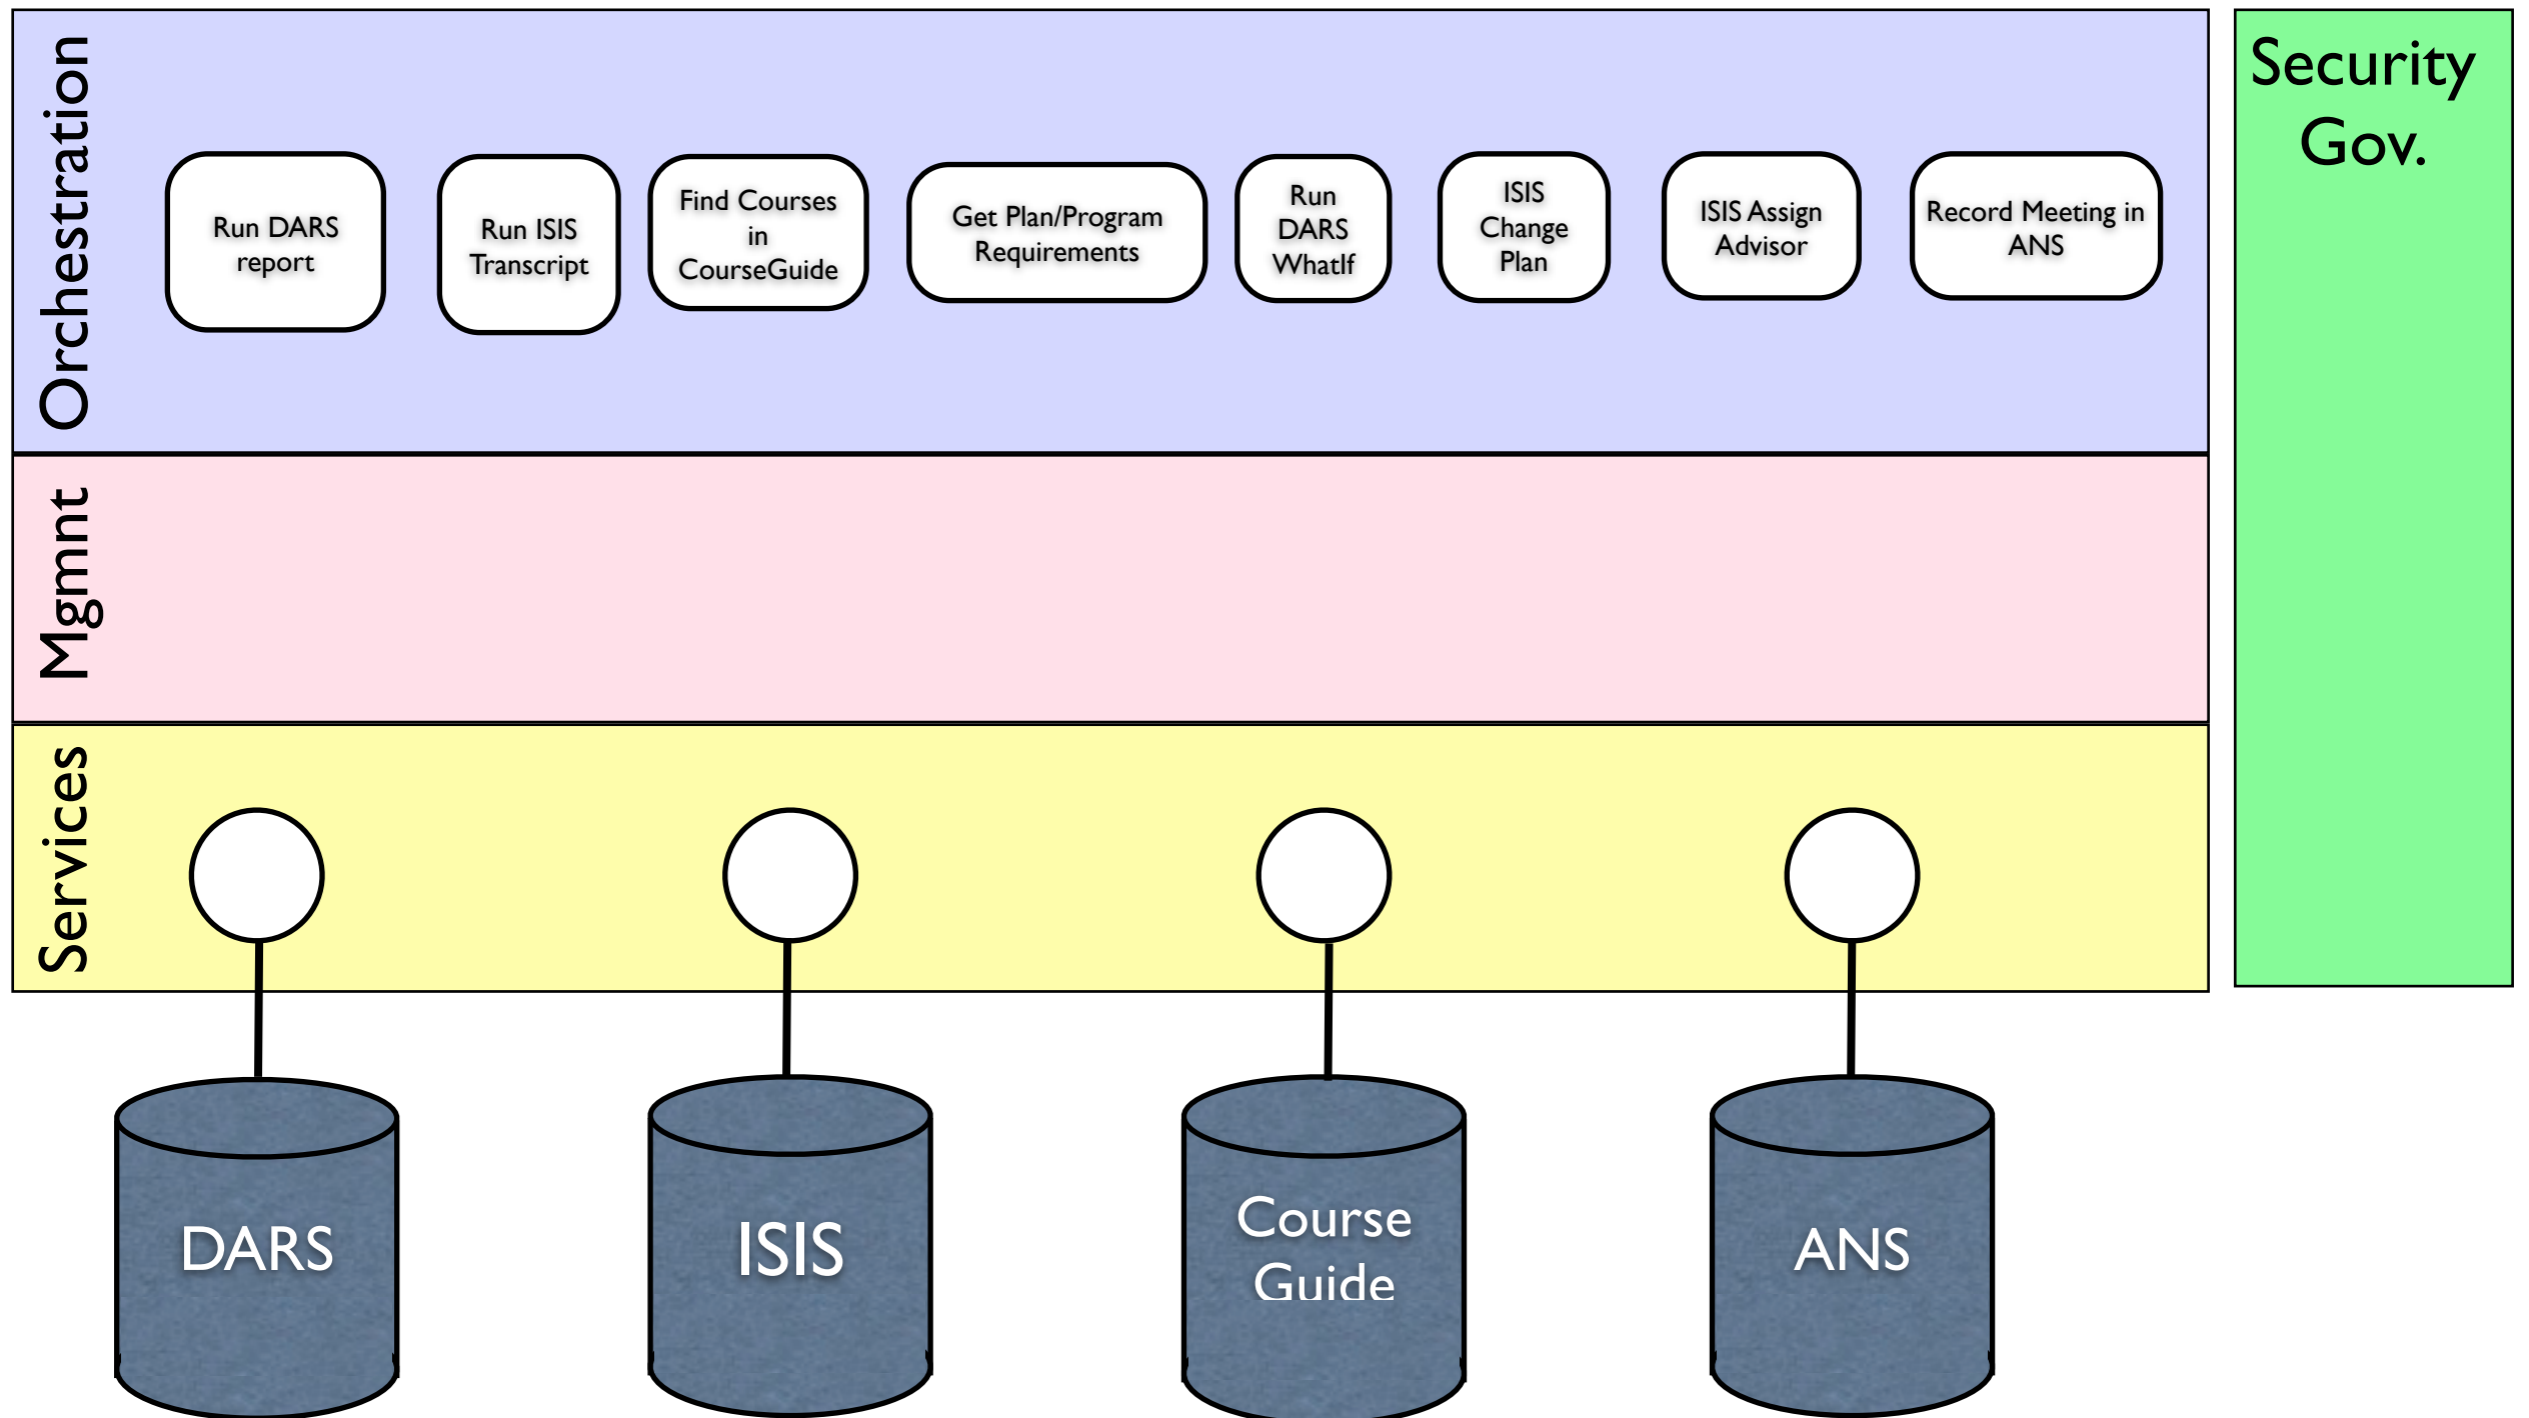 Orchestration
Run DARS
report
Run ISIS
Transcript
Find Courses
in
CourseGuide
Get Plan/Program
Requirements
Run
DARS
WhatIf
ISIS
Change
Plan
ISIS Assign
Advisor
Record Meeting in
ANS
Security
Gov.
Mgmnt
Services
DARS
ISIS
Course
Guide
ANS